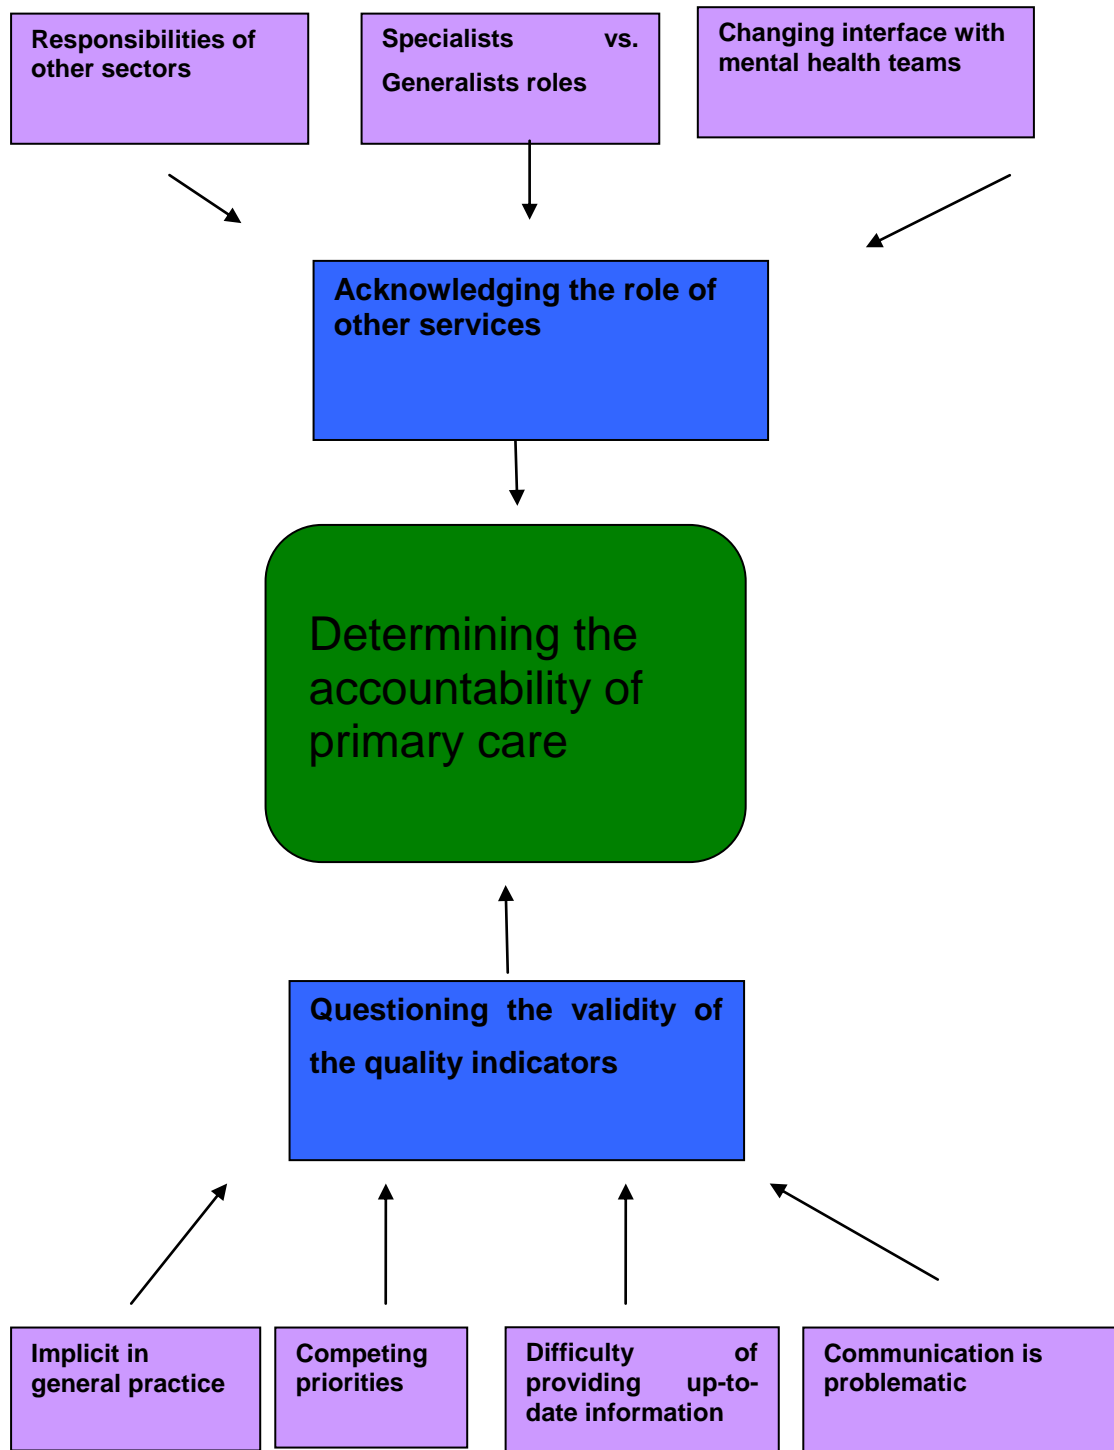 Responsibilities of
other sectors
Specialists vs.
Generalists roles
Changing interface with
mental health teams
Acknowledging the role of
other services
Determining the
accountability of
primary care
Questioning the validity of
the quality indicators
Implicit in
general practice
Competing
priorities
Difficulty of
providing up-to-
date information
Communication is
problematic